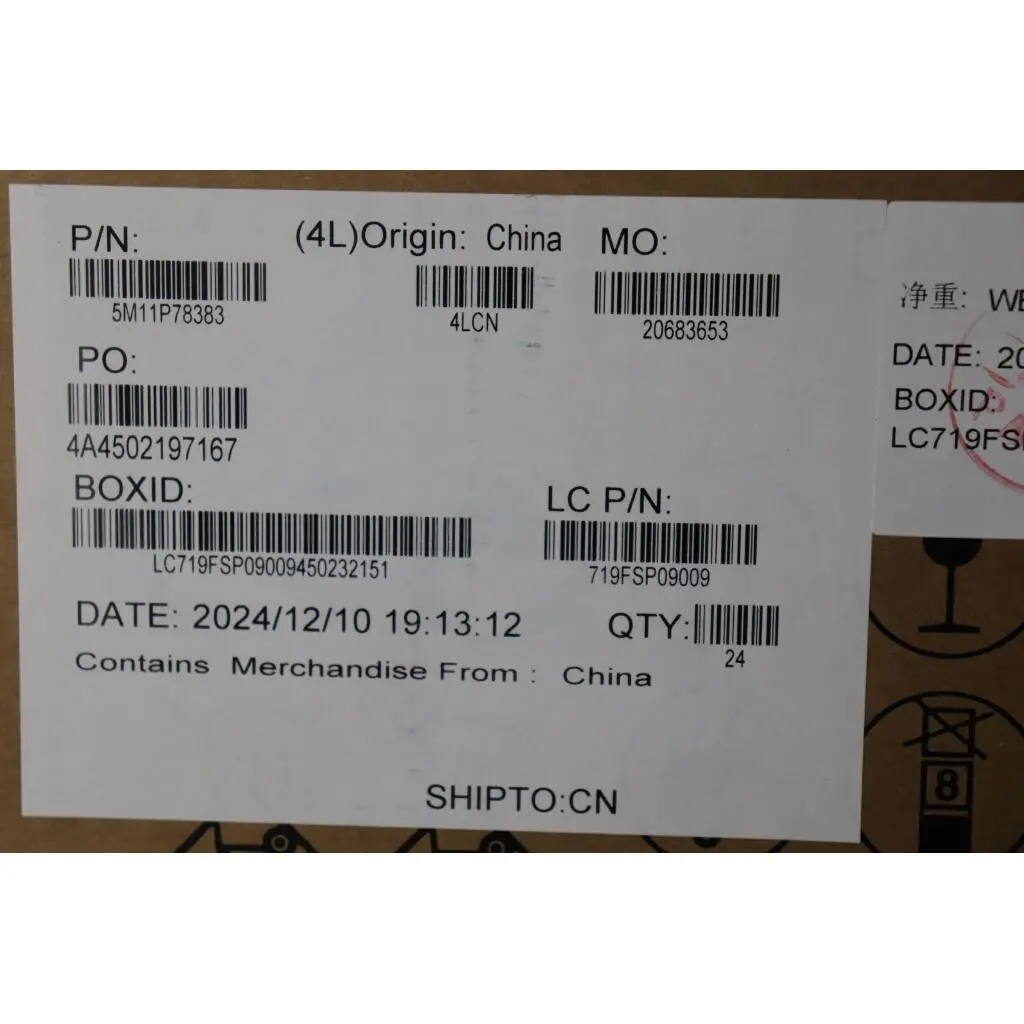 P/N: (4L)Origin: China MO:
5M11P78383 4LCN 20683653
PO:
4A4502197167
BOXID: LC P/N:
LC719FSP09009450232151 719FSP09009
DATE: 2024/12/10 19:13:12 QTY:
24
Contains Merchandise From : China
SHIPTO:CN
净重: WE
DATE: 20
BOXID:
LC719FS
8